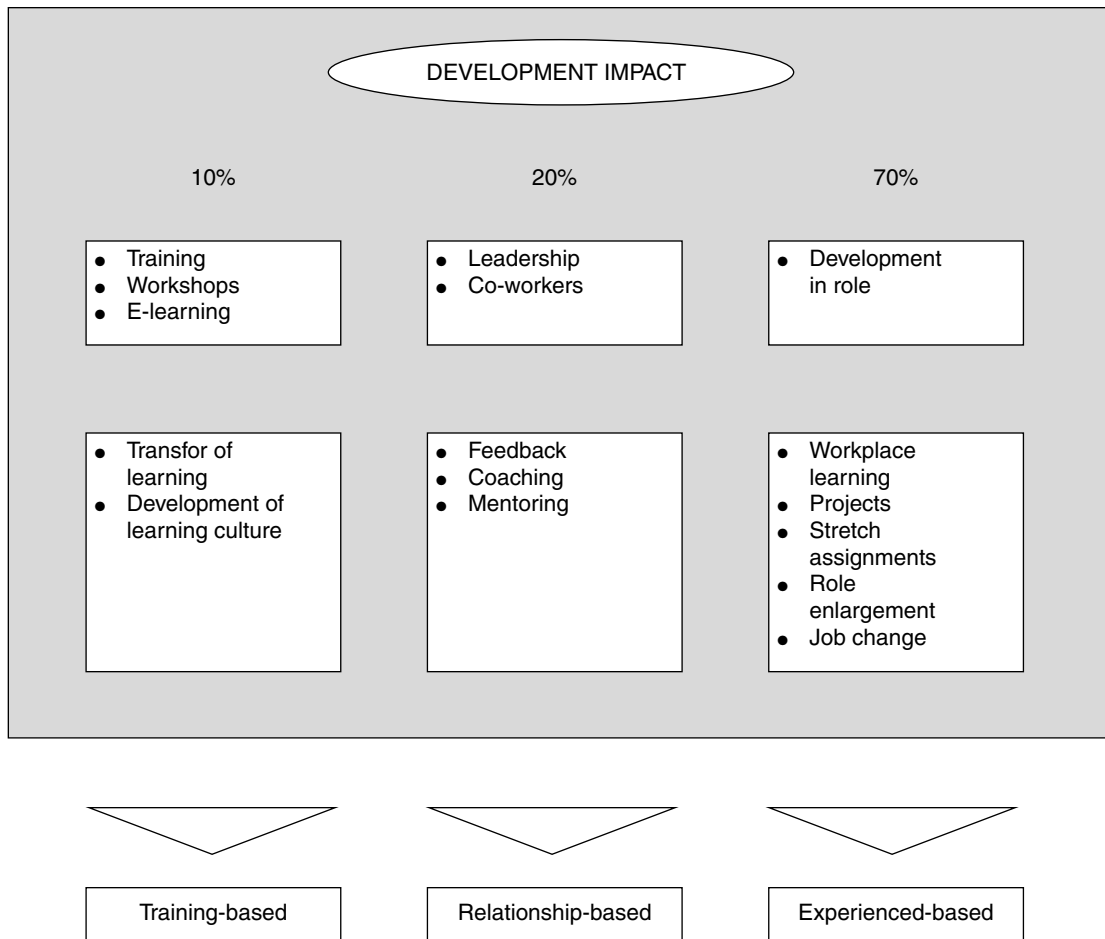 DEVELOPMENT IMPACT
10%
20%
70%
● Training
● Workshops
● E-learning
● Leadership
● Co-workers
● Development
in role
● Transfor of
learning
● Development of
learning culture
● Feedback
● Coaching
● Mentoring
● Workplace
learning
● Projects
● Stretch
assignments
● Role
enlargement
● Job change
Training-based
Relationship-based
Experienced-based